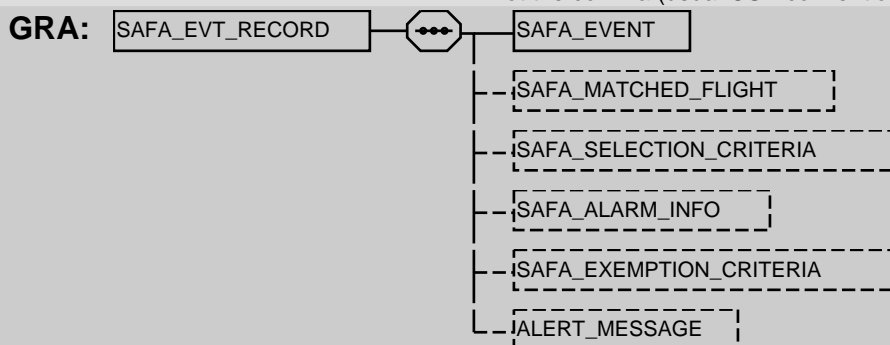 GRA: SAFA_EVT_RECORD SAFA_EVENT
SAFA_MATCHED_FLIGHT
SAFA_SELECTION_CRITERIA
SAFA_ALARM_INFO
SAFA_EXEMPTION_CRITERIA
ALERT_MESSAGE